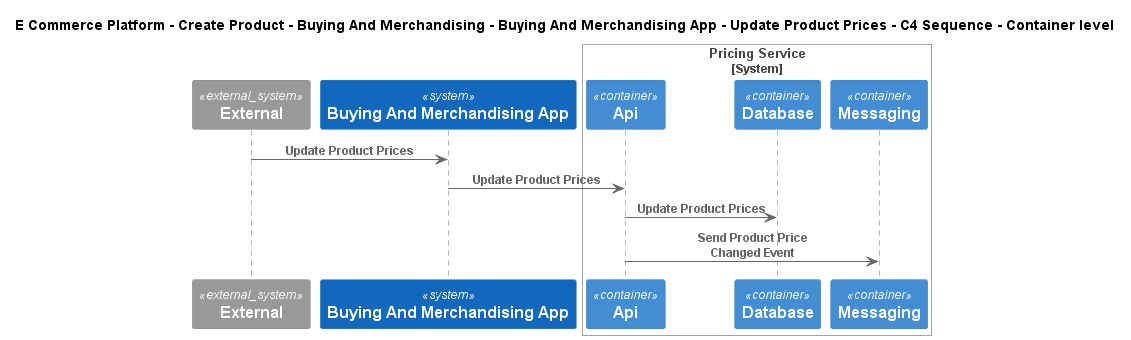 E Commerce Platform - Create Product - Buying And Merchandising - Buying And Merchandising App - Update Product Prices - C4 Sequence - Container level
Pricing Service
[System]
«external_system»
External
«system»
Buying And Merchandising App
«container»
Api
«container»
Database
«container»
Messaging
Update Product Prices
Update Product Prices
Update Product Prices
Send Product Price
Changed Event
«external_system»
External
«system»
Buying And Merchandising App
«container»
Api
«container»
Database
«container»
Messaging